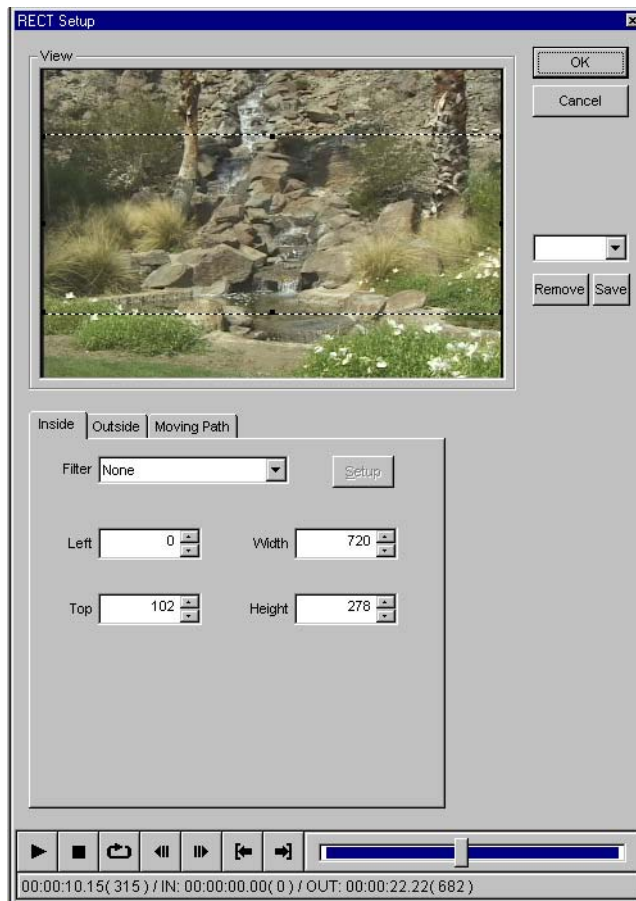 RECT Setup
View
OK
Cancel
Remove Save
Inside Outside Moving Path
Filter None Setup
Left 0 Width 720
Top 102 Height 278
00:00:10.15( 315 ) / IN: 00:00:00.00( 0 ) / OUT: 00:00:22.22( 682 )